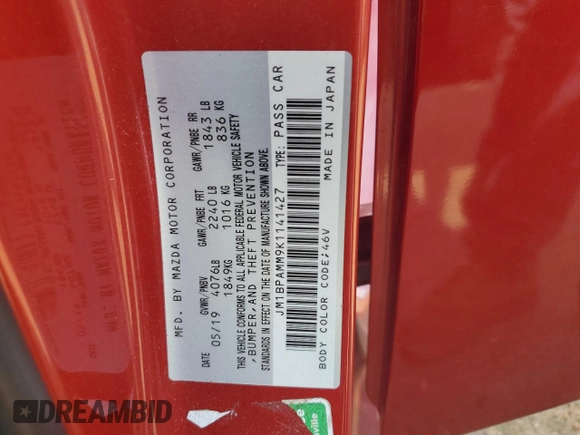 MFD. BY MAZDA MOTOR CORPORATION
DATE GVWR/PNBV GAWR/PNBE FRT GAWR/PNBE RR
05/19 4076LB 2240 LB 1843 LB
1849KG 1016 KG 836 KG
THIS VEHICLE CONFORMS TO ALL APPLICABLE FEDERAL MOTOR VEHICLE SAFETY
,BUMPER,AND THEFT PREVENTION
STANDARDS IN EFFECT ON THE DATE OF MANUFACTURE SHOWN ABOVE.
JM1BPAMM9K1141427 TYPE: PASS CAR
BODY COLOR CODE;46V MADE IN JAPAN
DREAMBID